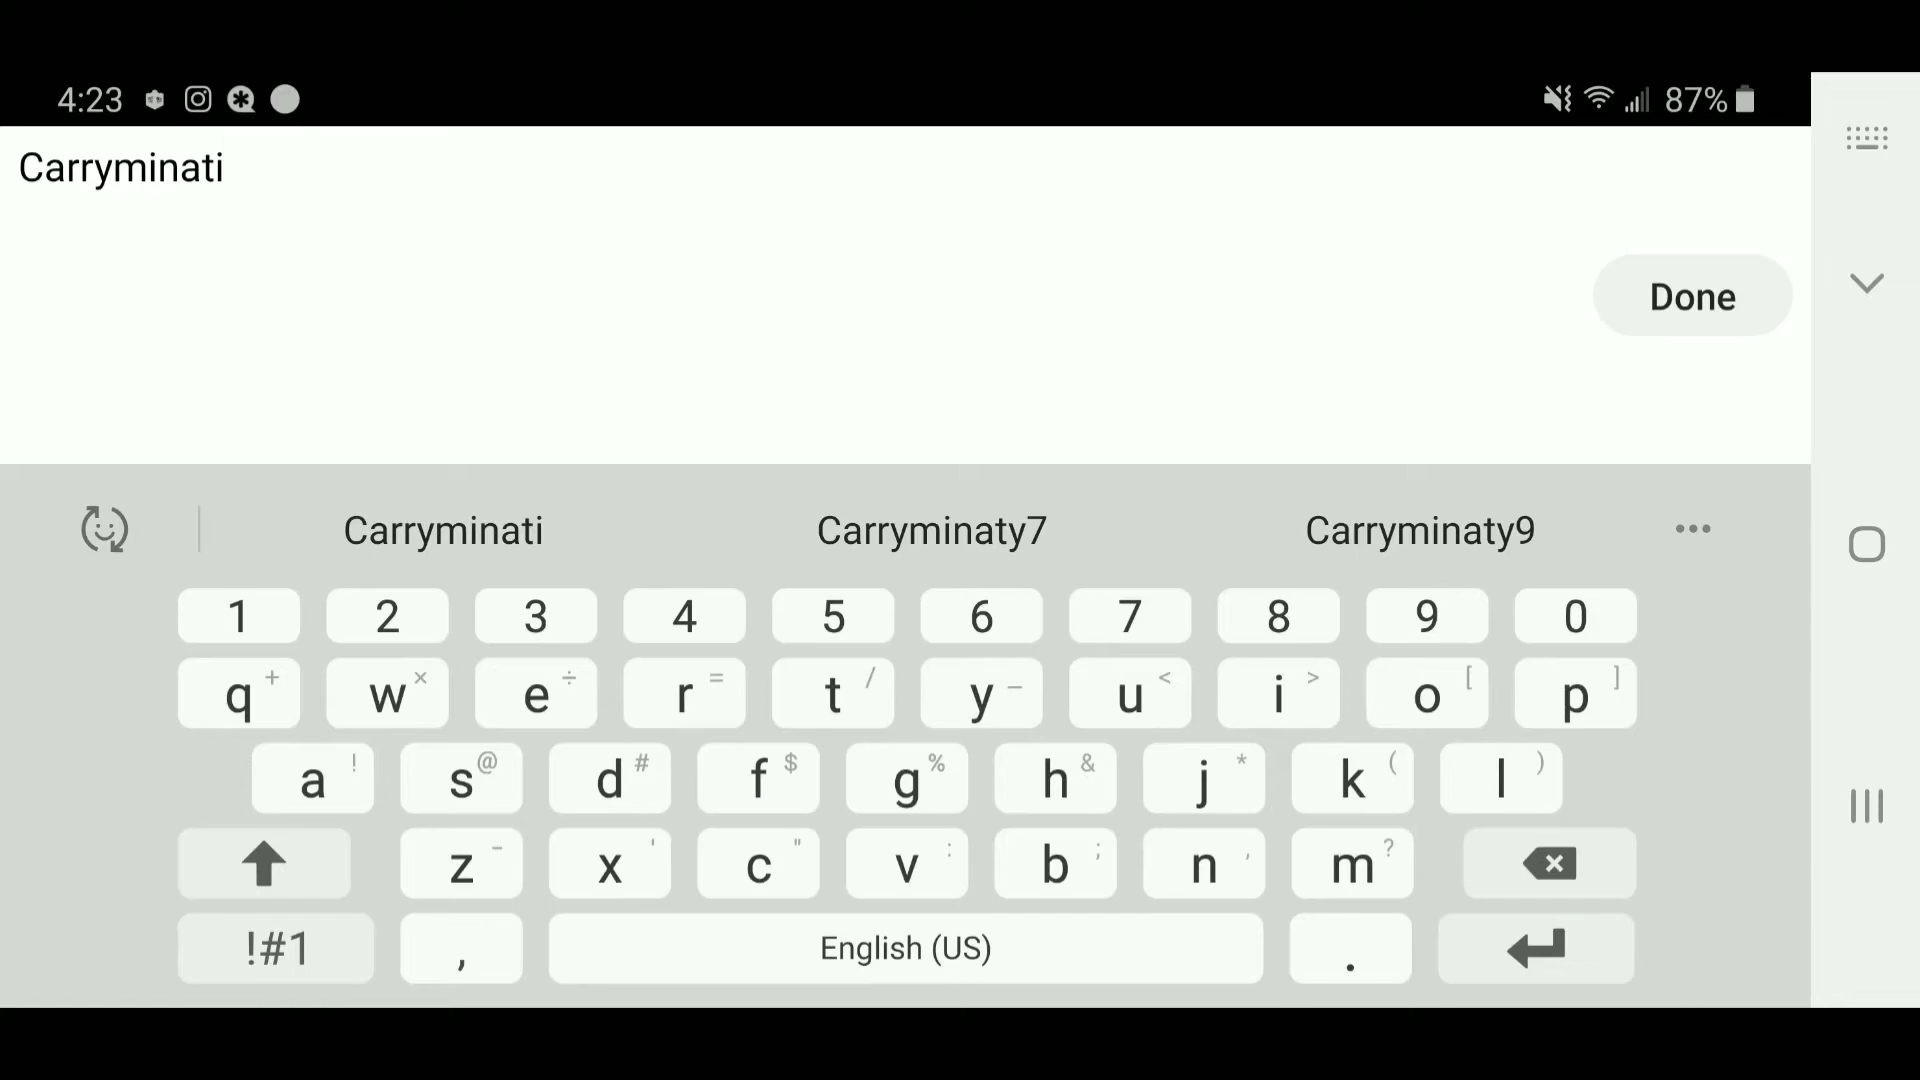 4:23 87%
Carryminati
Done
Carryminati Carryminaty7 Carryminaty9 •••
1 2 3 4 5 6 7 8 9 0
q + w × e ÷ r = t / y _ u < i > o [ p ]
a ! s @ d # f $ g % h & j * k ( l )
z - x ' c " v : b ; n , m ?
!#1 , English (US) .